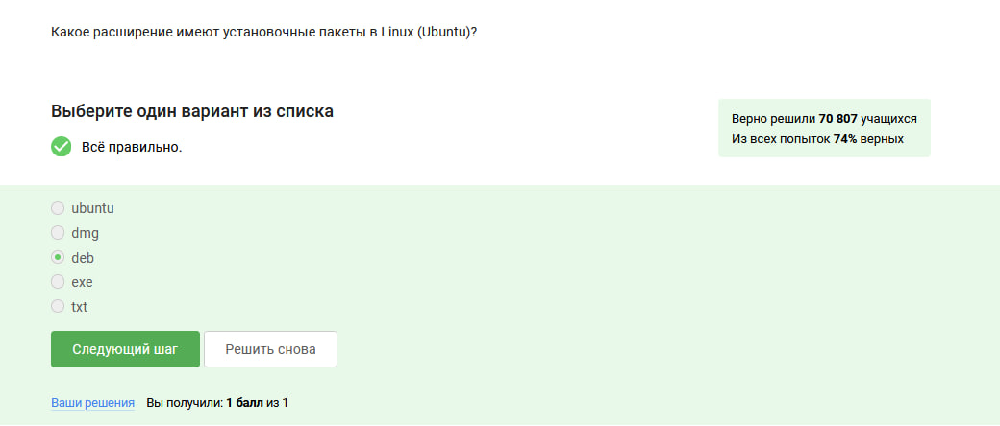 Какое расширение имеют установочные пакеты в Linux (Ubuntu)?
Выберите один вариант из списка
Всё правильно.
Верно решили 70 807 учащихся
Из всех попыток 74% верных
ubuntu
dmg
deb
exe
txt
Следующий шаг
Решить снова
Ваши решения Вы получили: 1 балл из 1